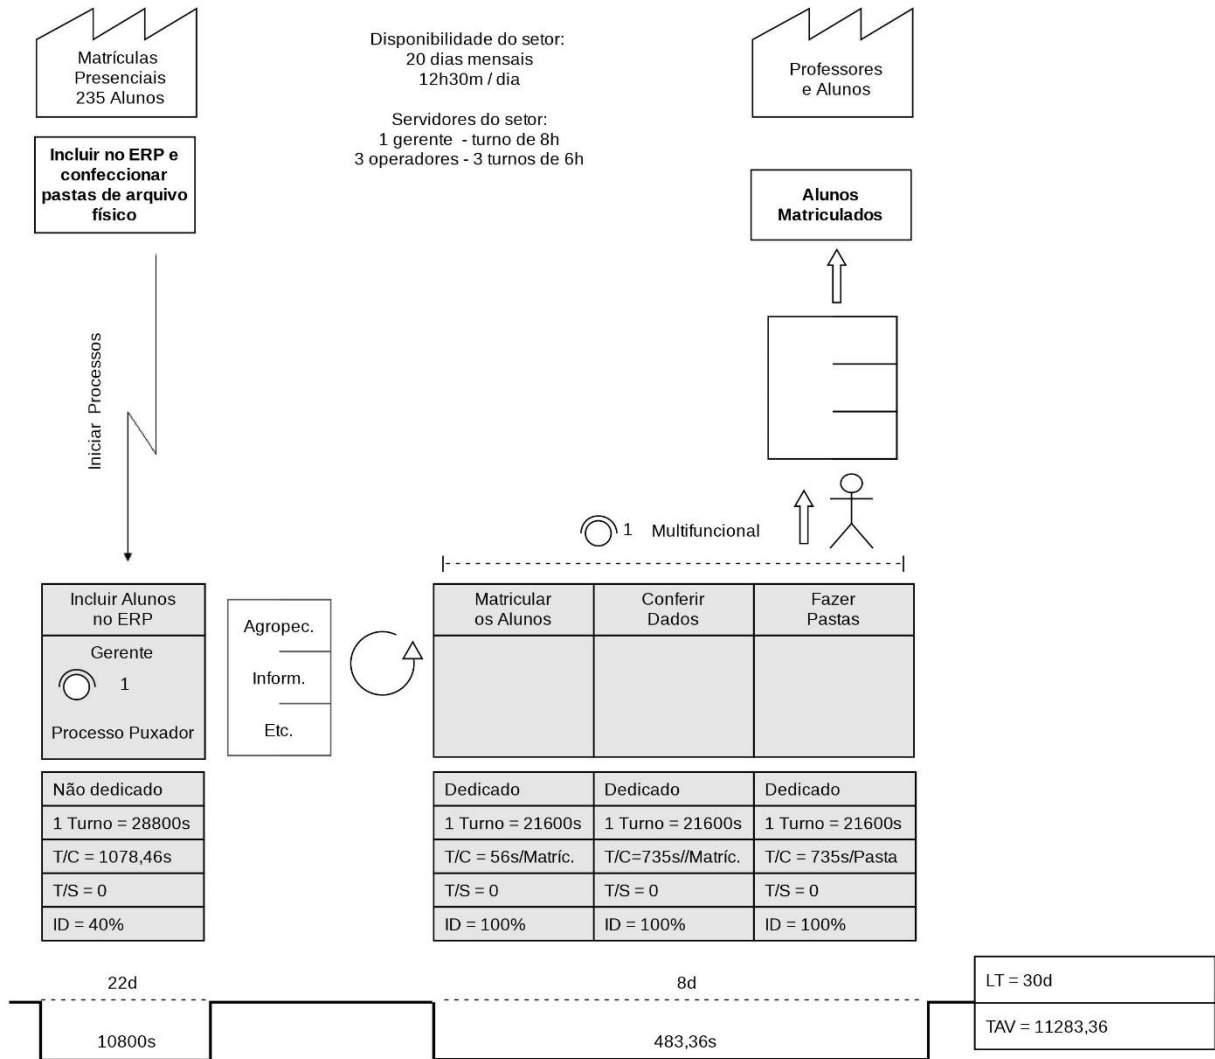 Matrículas
Presenciais
235 Alunos
Disponibilidade do setor:
20 dias mensais
12h30m / dia
Servidores do setor:
1 gerente - turno de 8h
3 operadores - 3 turnos de 6h
Professores
e Alunos
Incluir no ERP e
confeccionar
pastas de arquivo
físico
Alunos
Matriculados
Iniciar Processos
1 Multifuncional
Incluir Alunos
no ERP
Gerente
1
Processo Puxador
Agropec.
Inform.
Etc.
Matricular
os Alunos
Conferir
Dados
Fazer
Pastas
Não dedicado
1 Turno = 28800s
T/C = 1078,46s
T/S = 0
ID = 40%
Dedicado
1 Turno = 21600s
T/C = 56s/Matríc.
T/S = 0
ID = 100%
Dedicado
1 Turno = 21600s
T/C=735s//Matríc.
T/S = 0
ID = 100%
Dedicado
1 Turno = 21600s
T/C = 735s/Pasta
T/S = 0
ID = 100%
22d
8d
10800s
483,36s
LT = 30d
TAV = 11283,36